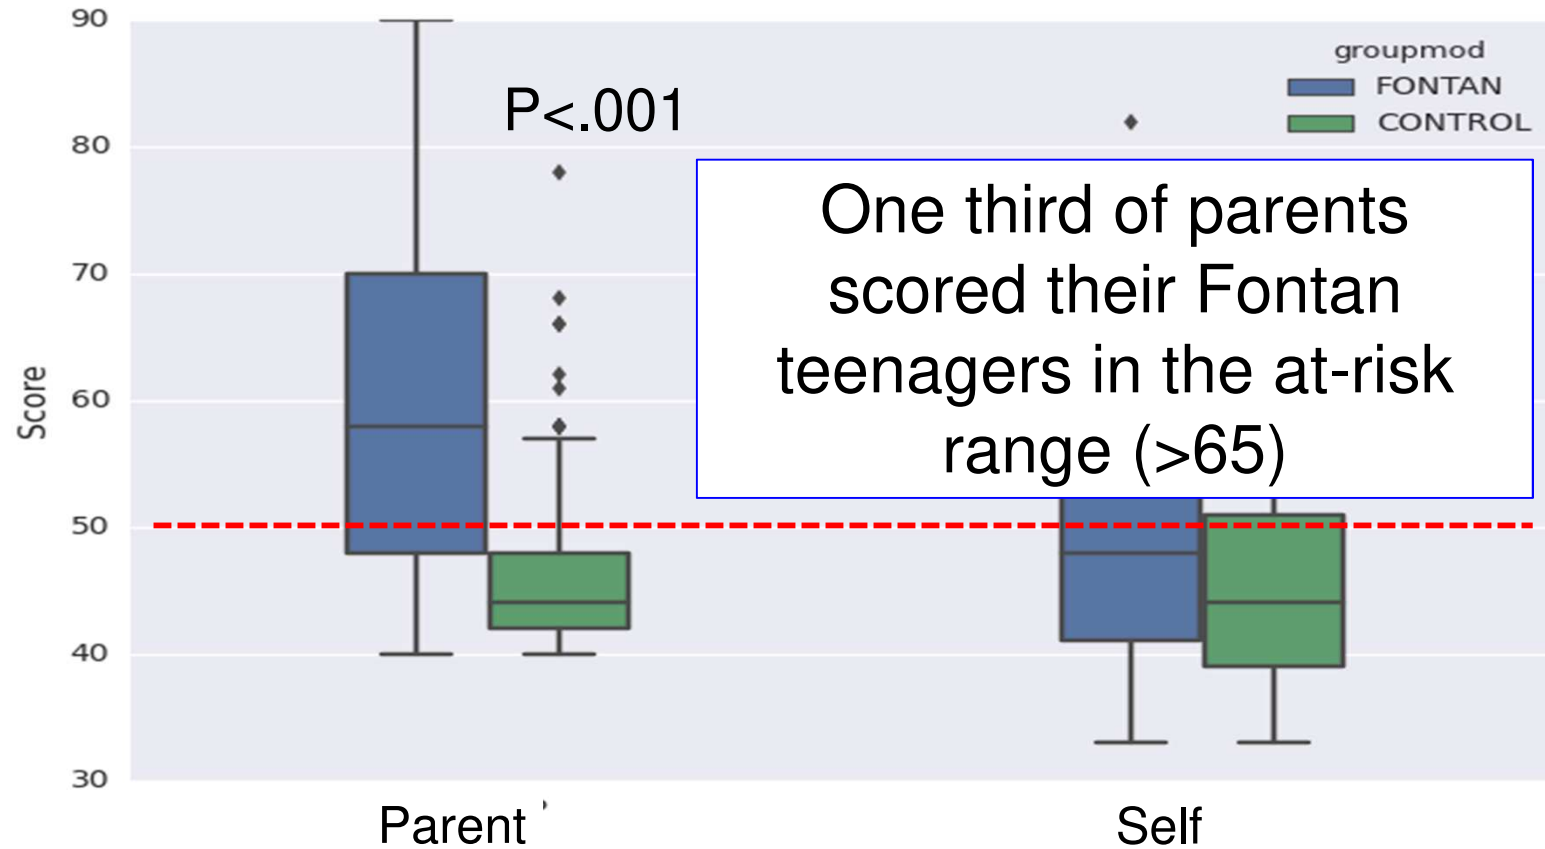 90
80
70
60
50
40
30
Score
P<.001
groupmod
FONTAN
CONTROL
One third of parents
scored their Fontan
teenagers in the at-risk
range (>65)
Parent
Self